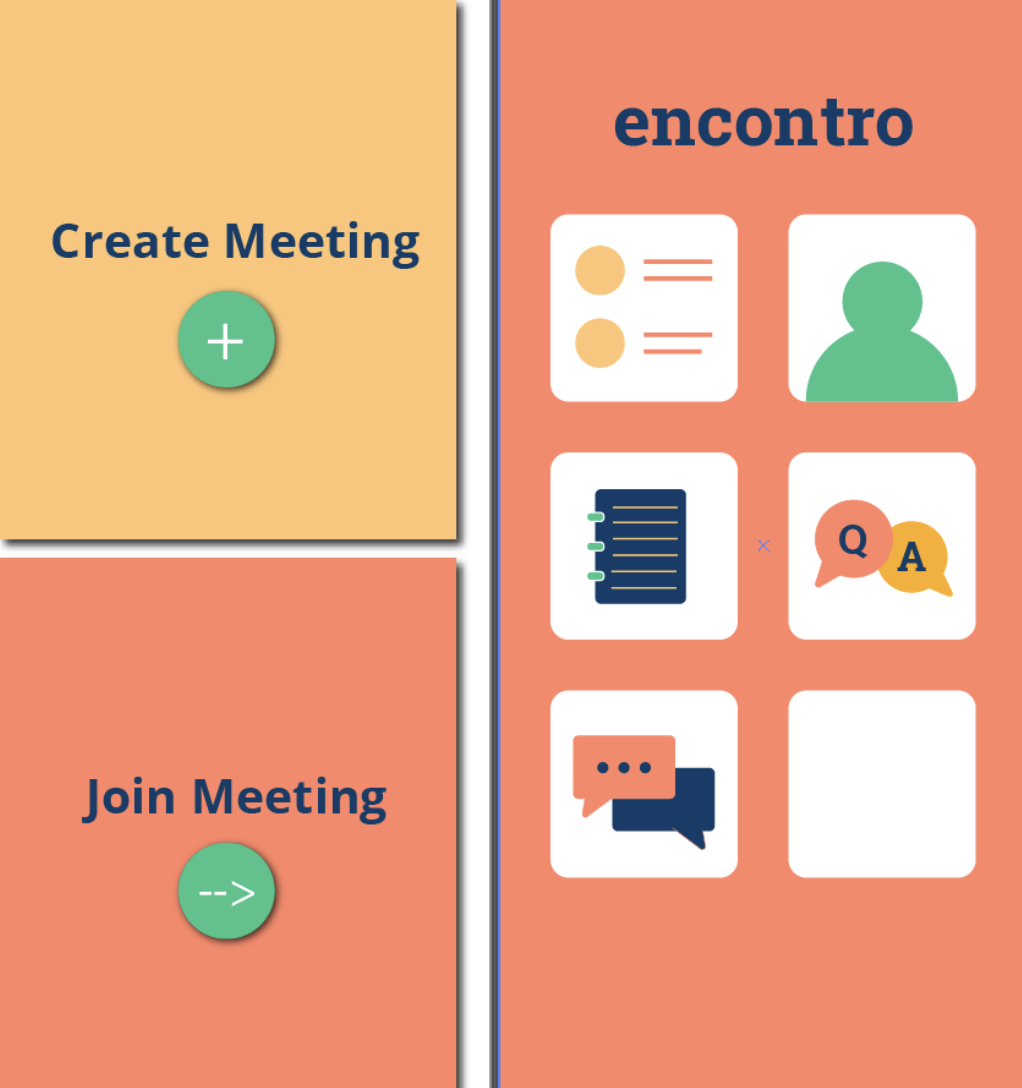 Create Meeting
+
Join Meeting
-->
encontro
Q A